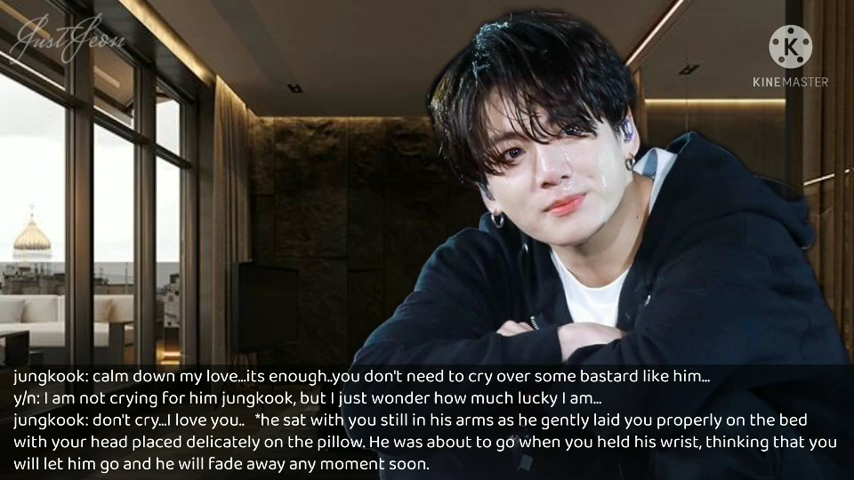 Just Jeon
K
KINEMASTER
jungkook: calm down my love...its enough..you don't need to cry over some bastard like him...
y/n: I am not crying for him jungkook, but I just wonder how much lucky I am...
jungkook: don't cry...I love you..   *he sat with you still in his arms as he gently laid you properly on the bed
with your head placed delicately on the pillow. He was about to go when you held his wrist, thinking that you
will let him go and he will fade away any moment soon.